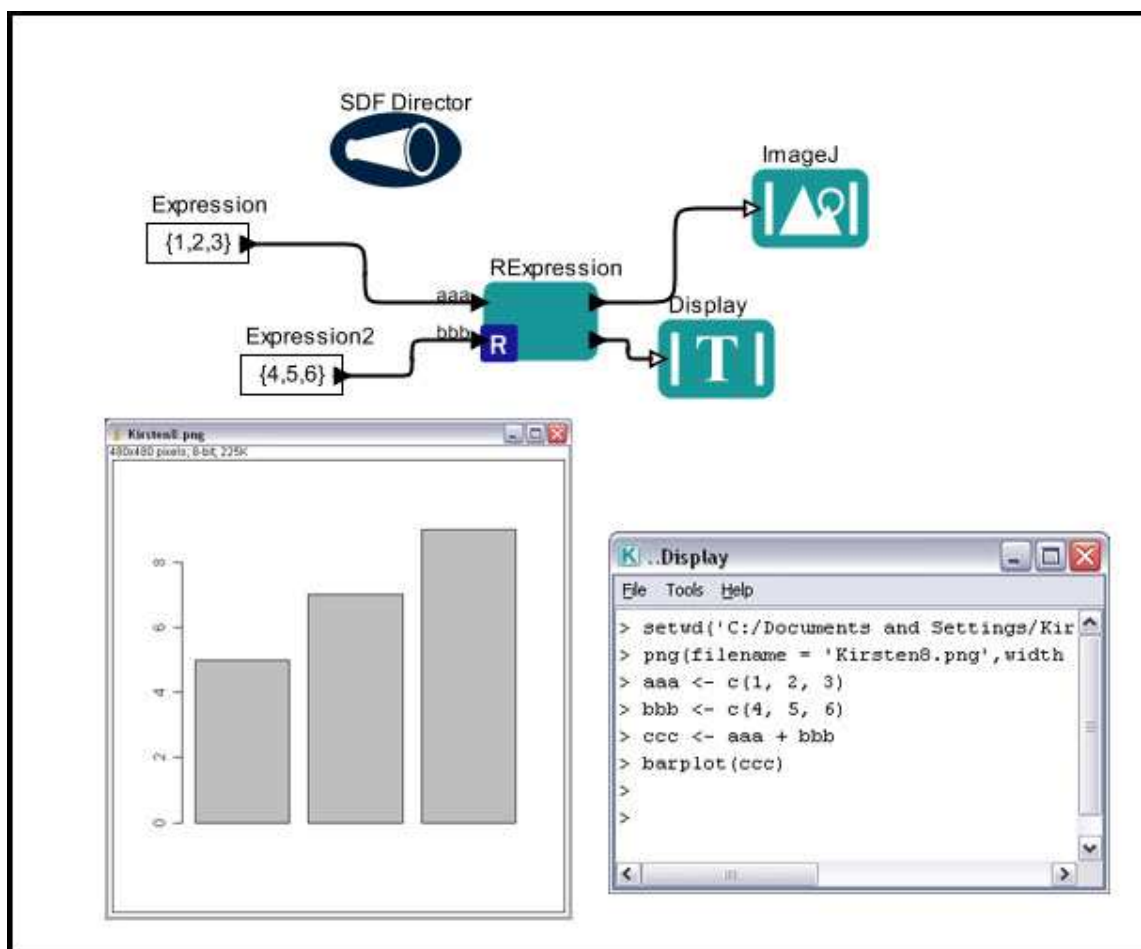 SDF Director
ImageJ
Expression
{1,2,3}
RExpression
aaa
Display
bbb
R
Expression2
{4,5,6}
T
Kirsten8.png
480x480 pixels; 8-bit; 225K
8
6
4
2
0
K ..Display
File Tools Help
> setwd('C:/Documents and Settings/Kir
> png(filename = 'Kirsten8.png',width
> aaa <- c(1, 2, 3)
> bbb <- c(4, 5, 6)
> ccc <- aaa + bbb
> barplot(ccc)
>
>